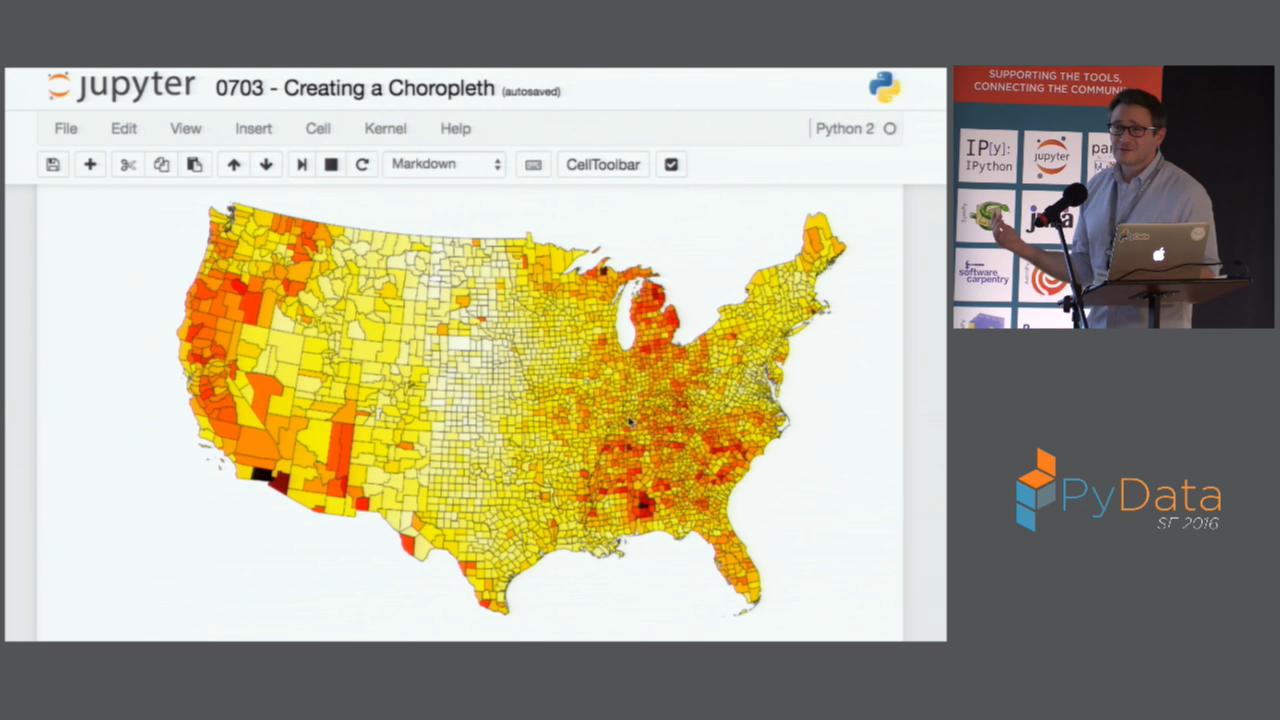 jupyter 0703 - Creating a Choropleth (autosaved)
File Edit View Insert Cell Kernel Help Python 2
Markdown CellToolbar
SUPPORTING THE TOOLS,
CONNECTING THE COMMUNI
IP[y]:
IPython
jupyter
software
carpentry
PyData
SF 2016